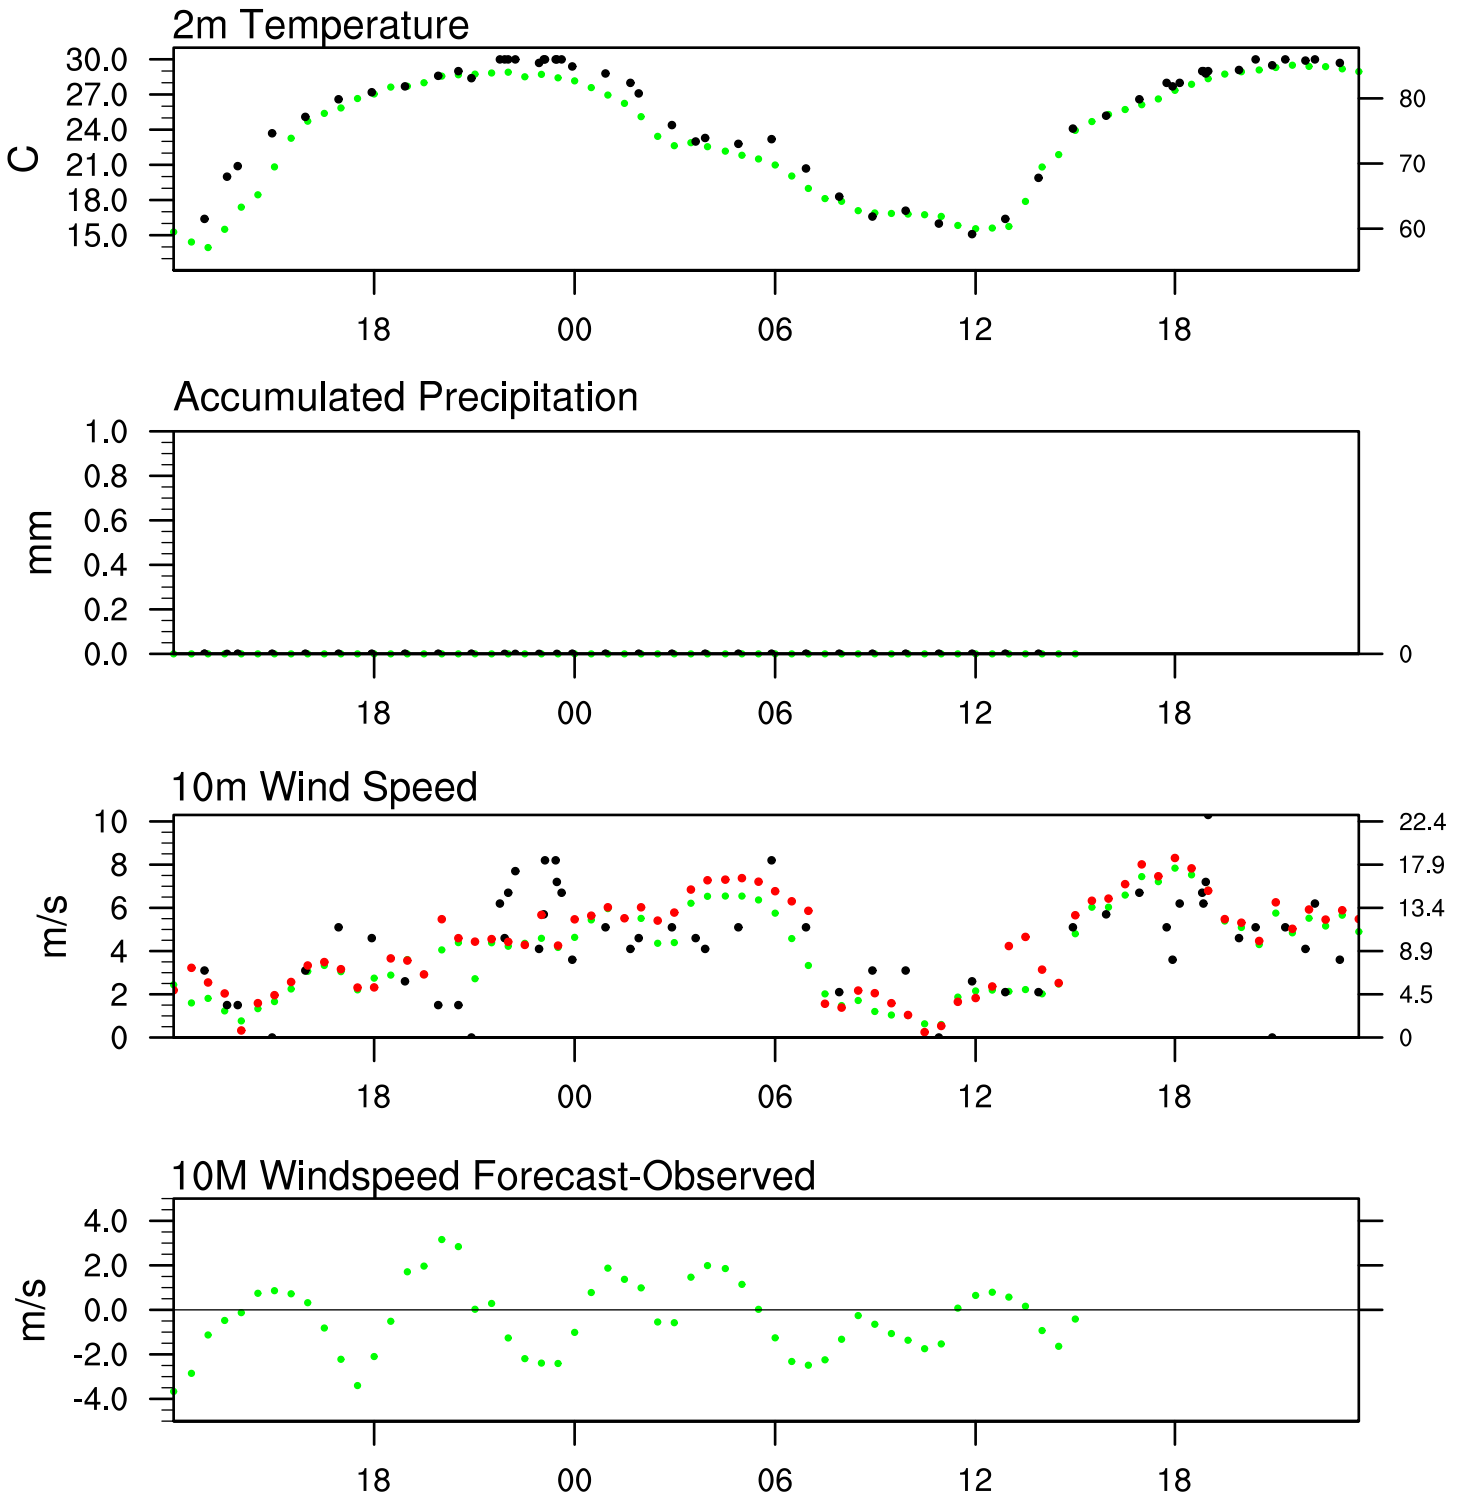 2m Temperature
30.0
27.0
24.0
21.0
18.0
15.0
C
80
70
60
18 00 06 12 18
Accumulated Precipitation
1.0
0.8
0.6
0.4
0.2
0.0
mm
0
18 00 06 12 18
10m Wind Speed
10
8
6
4
2
0
m/s
22.4
17.9
13.4
8.9
4.5
0
18 00 06 12 18
10M Windspeed Forecast-Observed
4.0
2.0
0.0
-2.0
-4.0
m/s
18 00 06 12 18